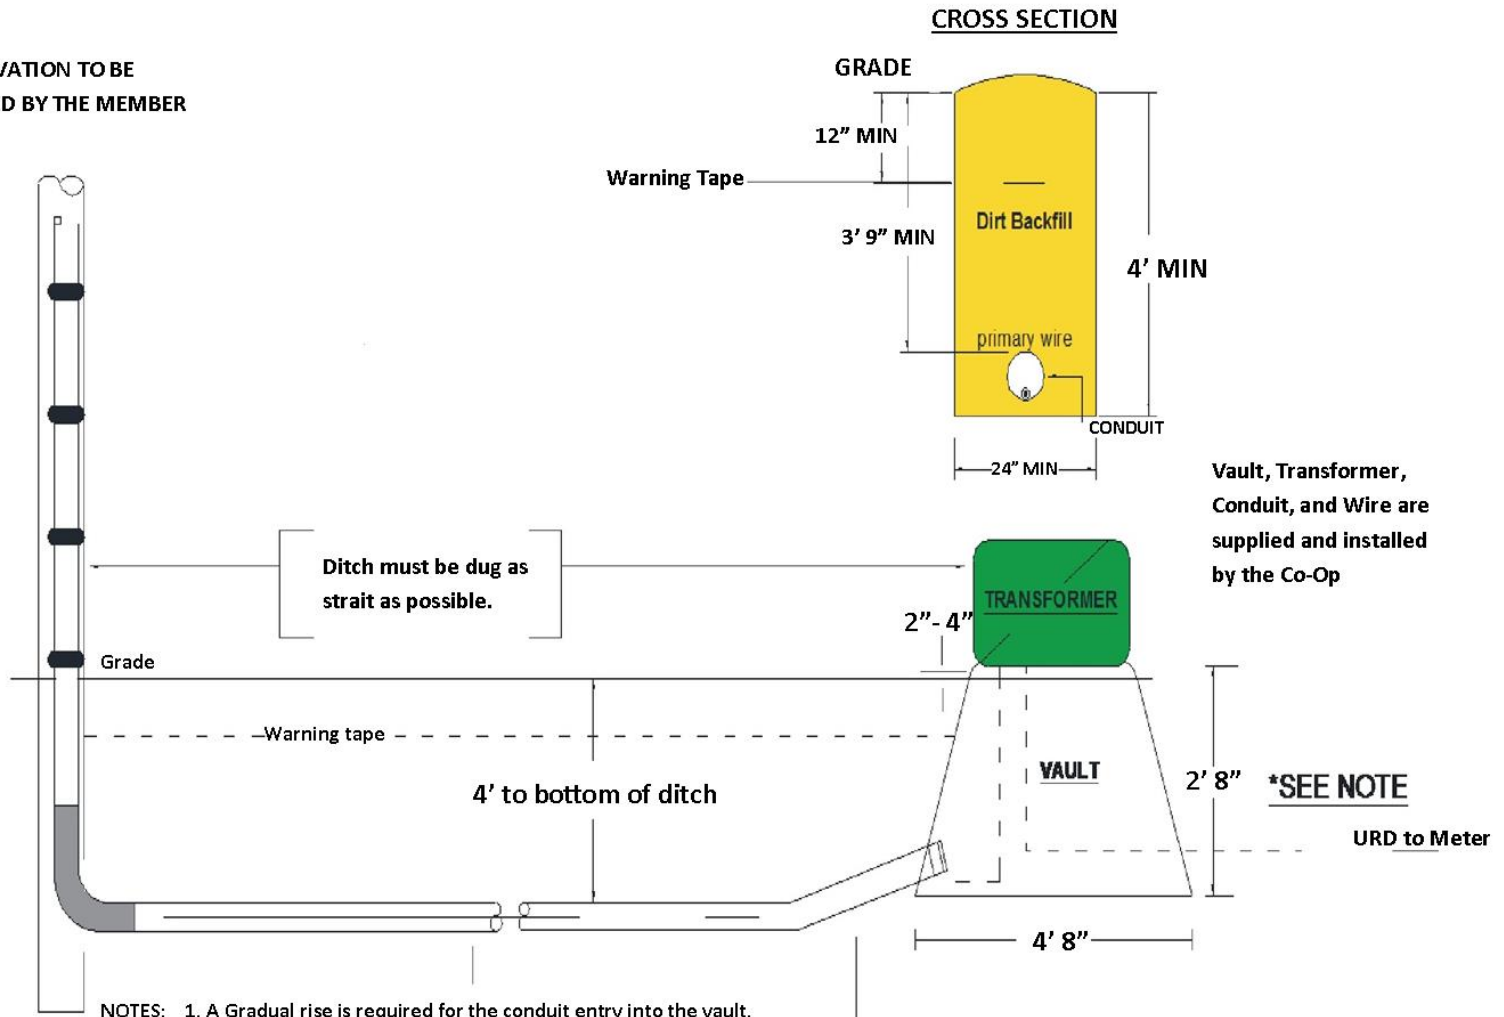 CROSS SECTION
VATION TO BE
D BY THE MEMBER
GRADE
12” MIN
Warning Tape
Dirt Backfill
3’ 9” MIN
4’ MIN
primary wire
CONDUIT
24” MIN
Vault, Transformer,
Conduit, and Wire are
supplied and installed
by the Co-Op
Ditch must be dug as
strait as possible.
TRANSFORMER
2”- 4”
Grade
Warning tape
VAULT
2’ 8”
*SEE NOTE
4’ to bottom of ditch
URD to Meter
4’ 8”
NOTES: 1. A Gradual rise is required for the conduit entry into the vault.